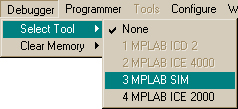 Debugger Programmer Tools Configure W
Select Tool None
Clear Memory 1 MPLAB ICD 2
2 MPLAB ICE 4000
3 MPLAB SIM
4 MPLAB ICE 2000